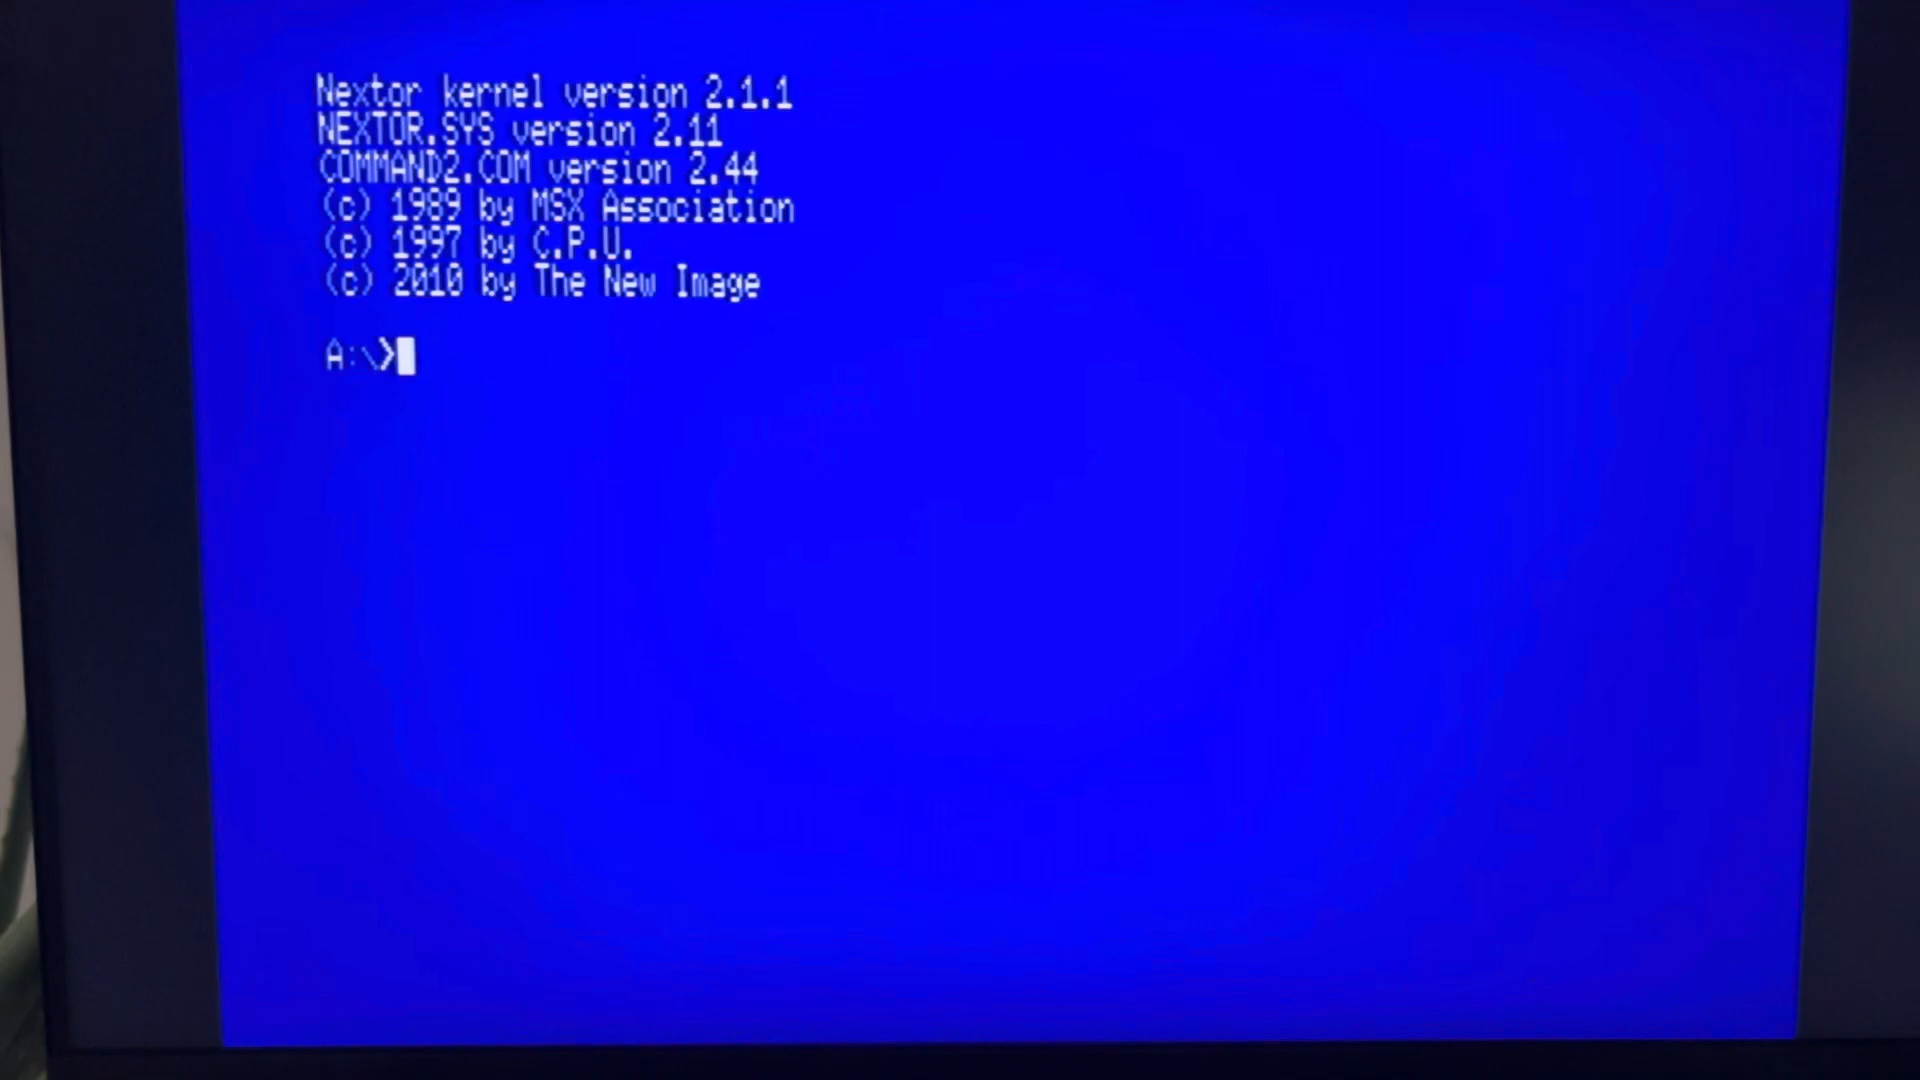 Nextor kernel version 2.1.1
NEXTOR.SYS version 2.11
COMMAND2.COM version 2.44
(c) 1989 by MSX Association
(c) 1997 by C.P.U.
(c) 2010 by The New Image
A:\>